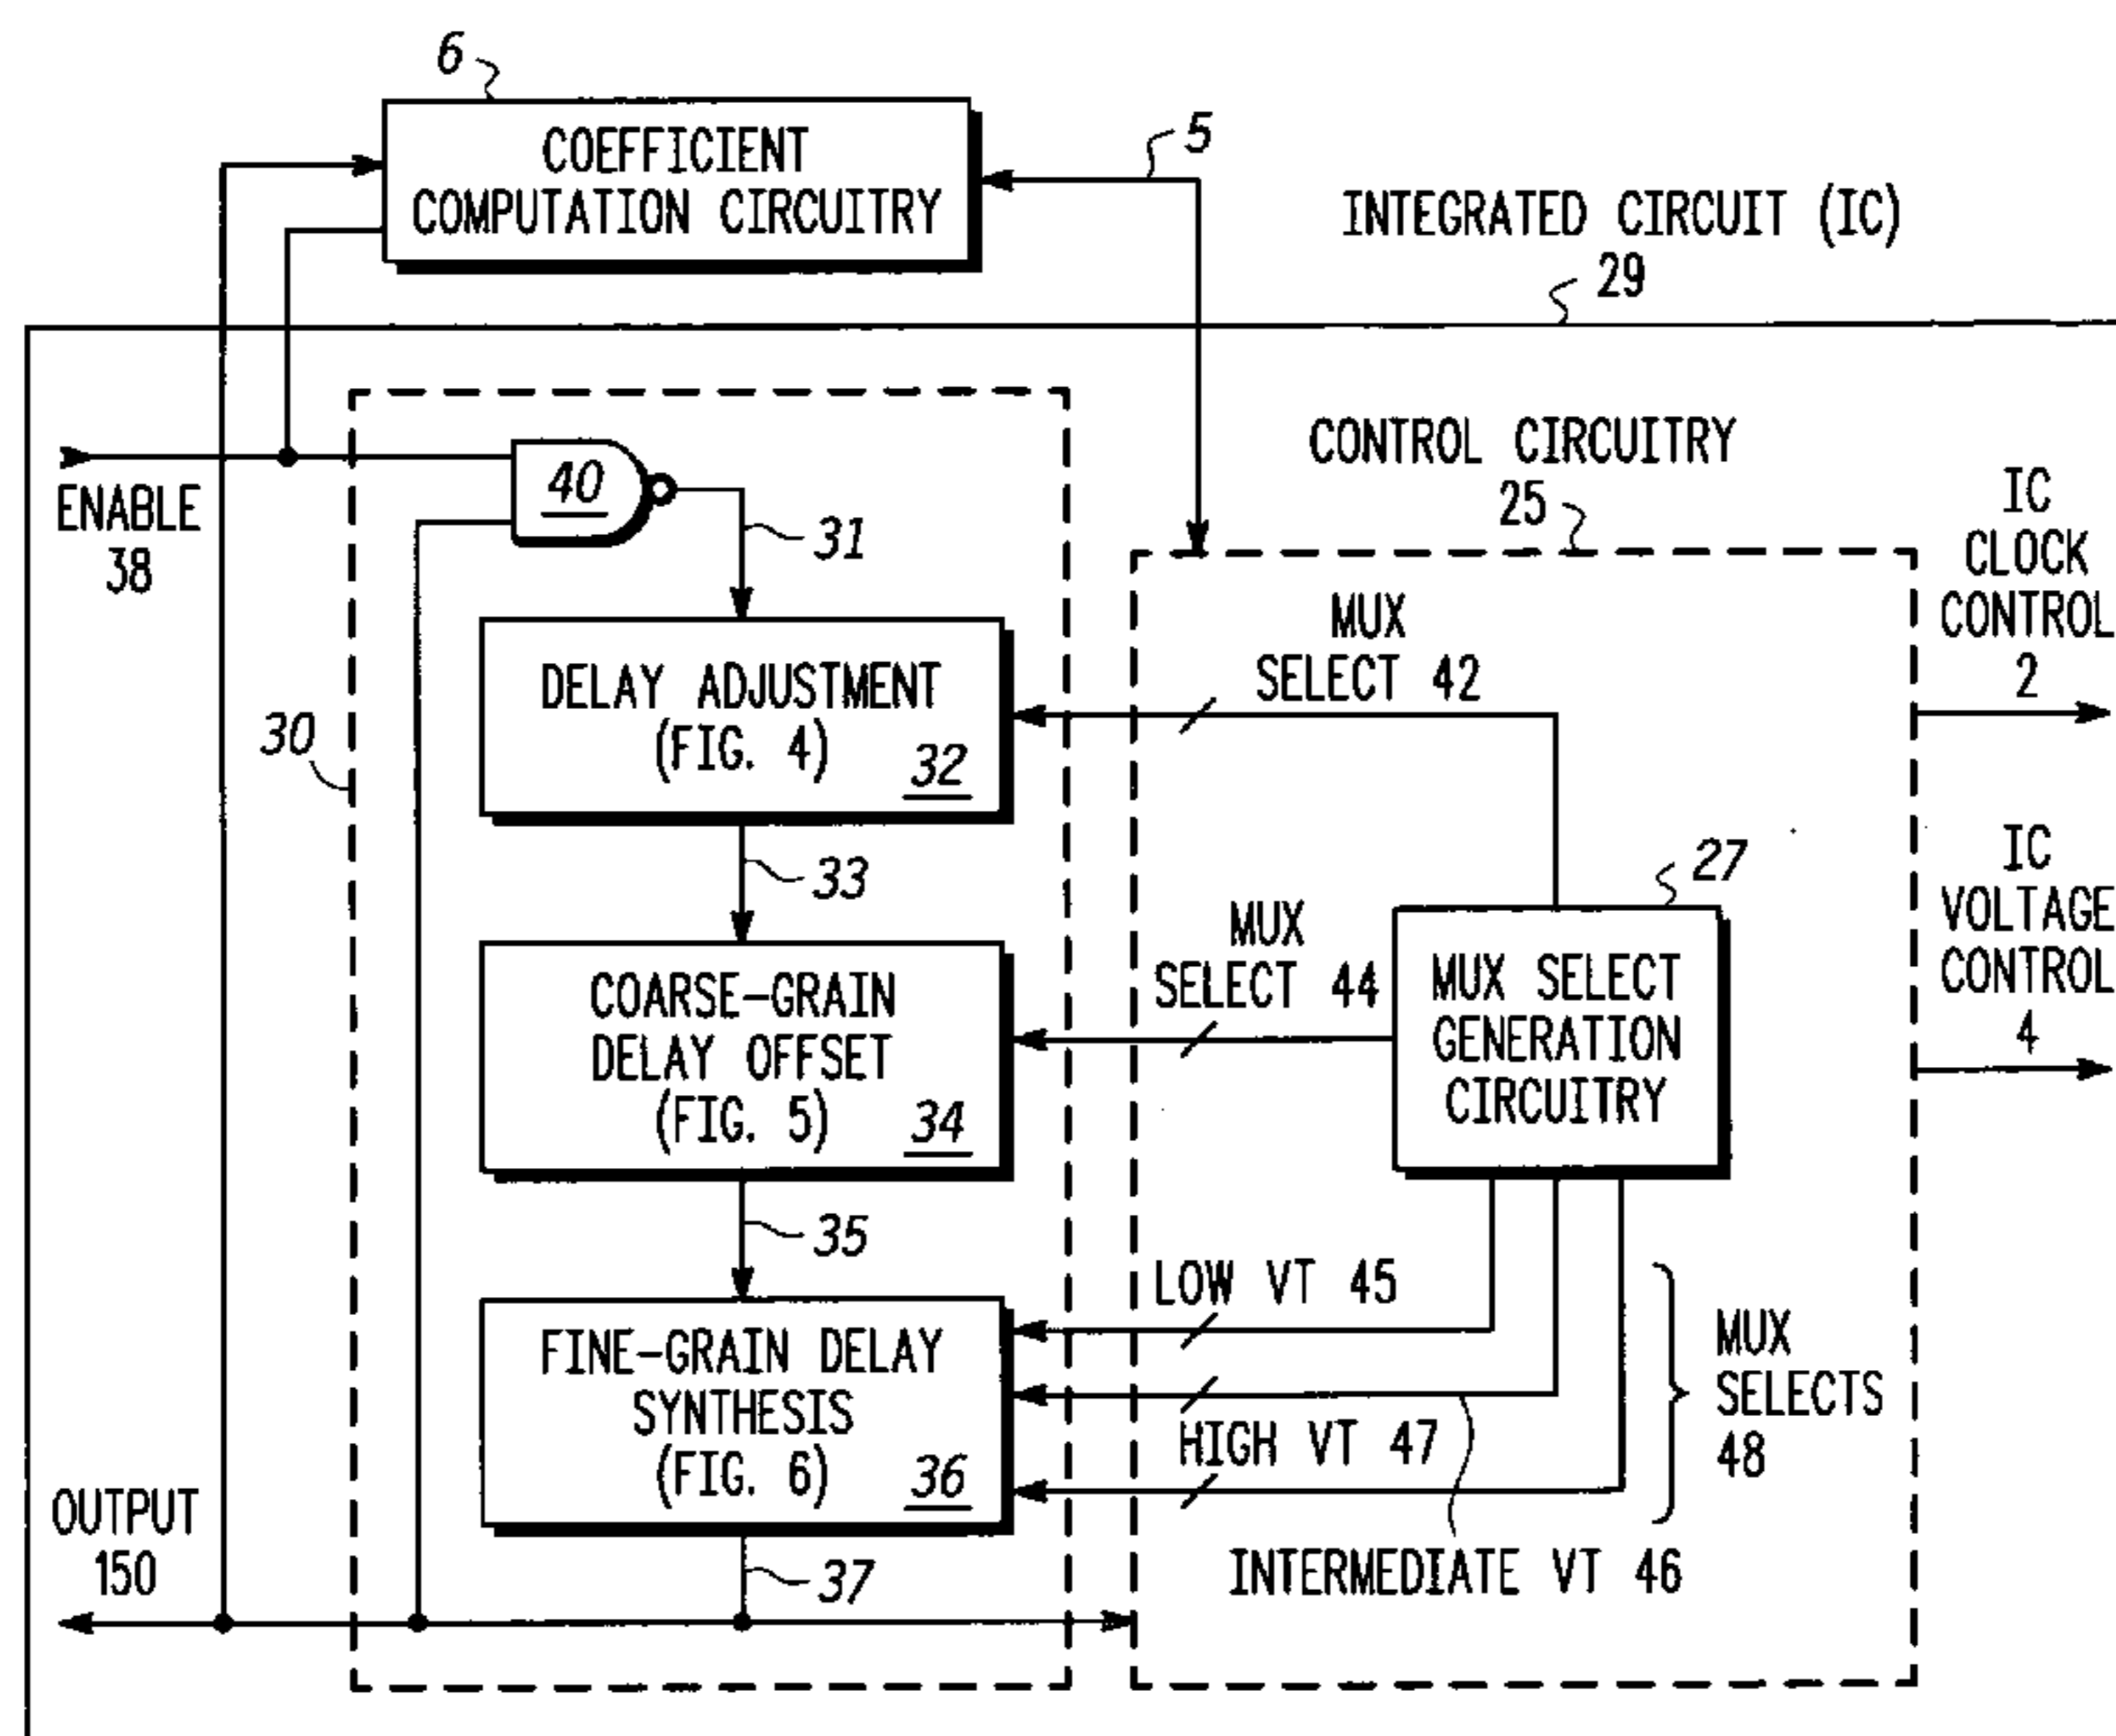 6
COEFFICIENT
COMPUTATION CIRCUITRY
5
INTEGRATED CIRCUIT (IC)
29
ENABLE
38
40
31
CONTROL CIRCUITRY
25
IC
CLOCK
CONTROL
2
30
DELAY ADJUSTMENT
(FIG. 4)
32
MUX
SELECT 42
33
27
IC
VOLTAGE
CONTROL
4
COARSE-GRAIN
DELAY OFFSET
(FIG. 5)
34
MUX
SELECT 44
MUX SELECT
GENERATION
CIRCUITRY
35
LOW VT 45
FINE-GRAIN DELAY
SYNTHESIS
(FIG. 6)
36
HIGH VT 47
MUX
SELECTS
48
INTERMEDIATE VT 46
OUTPUT
150
37